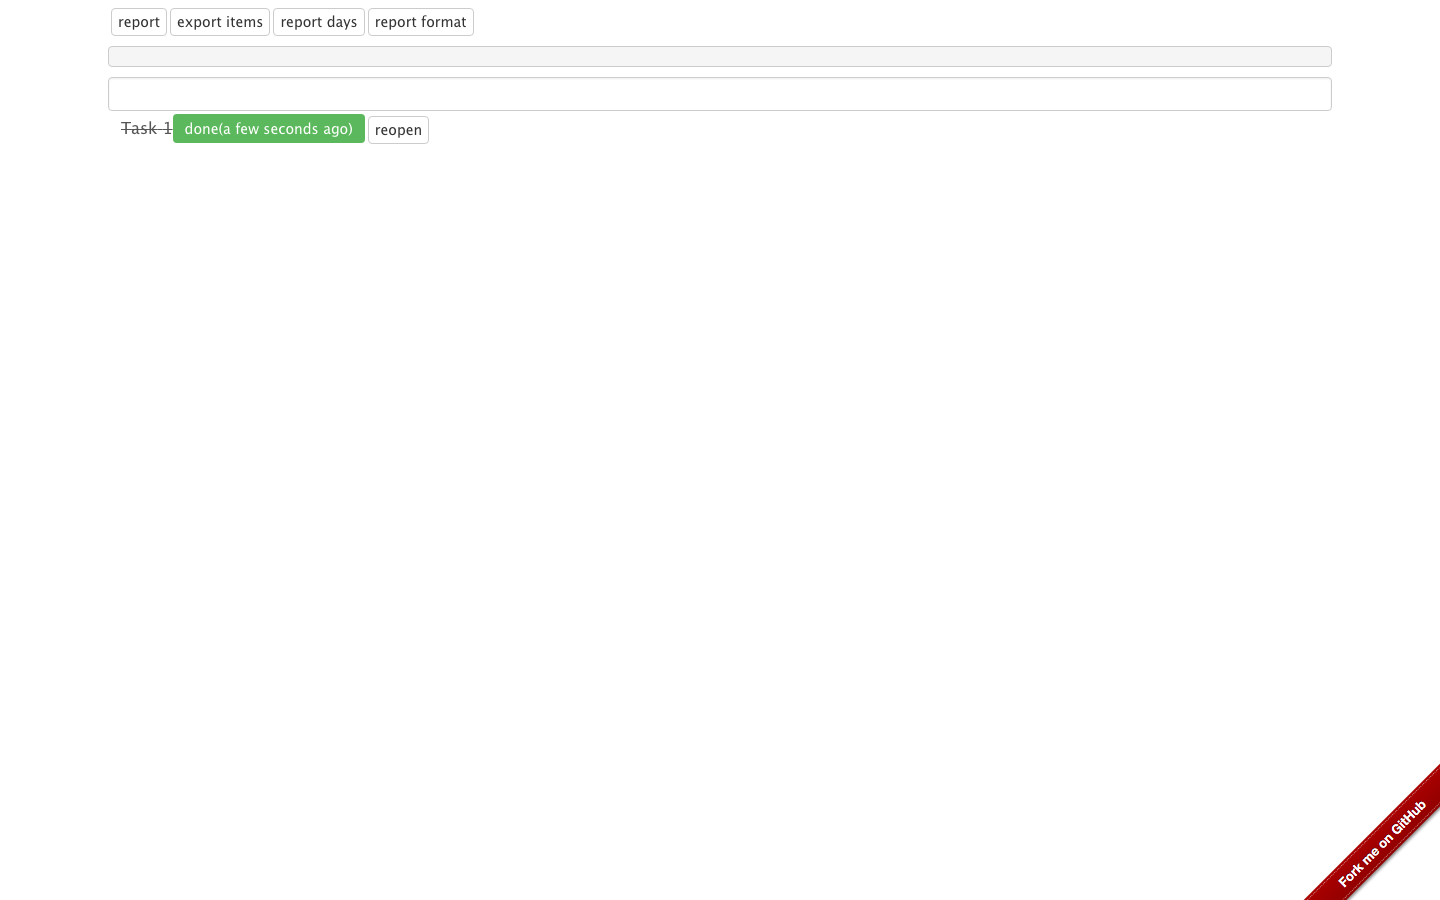 report export items report days report format
Task 1 done(a few seconds ago) reopen
Fork me on GitHub